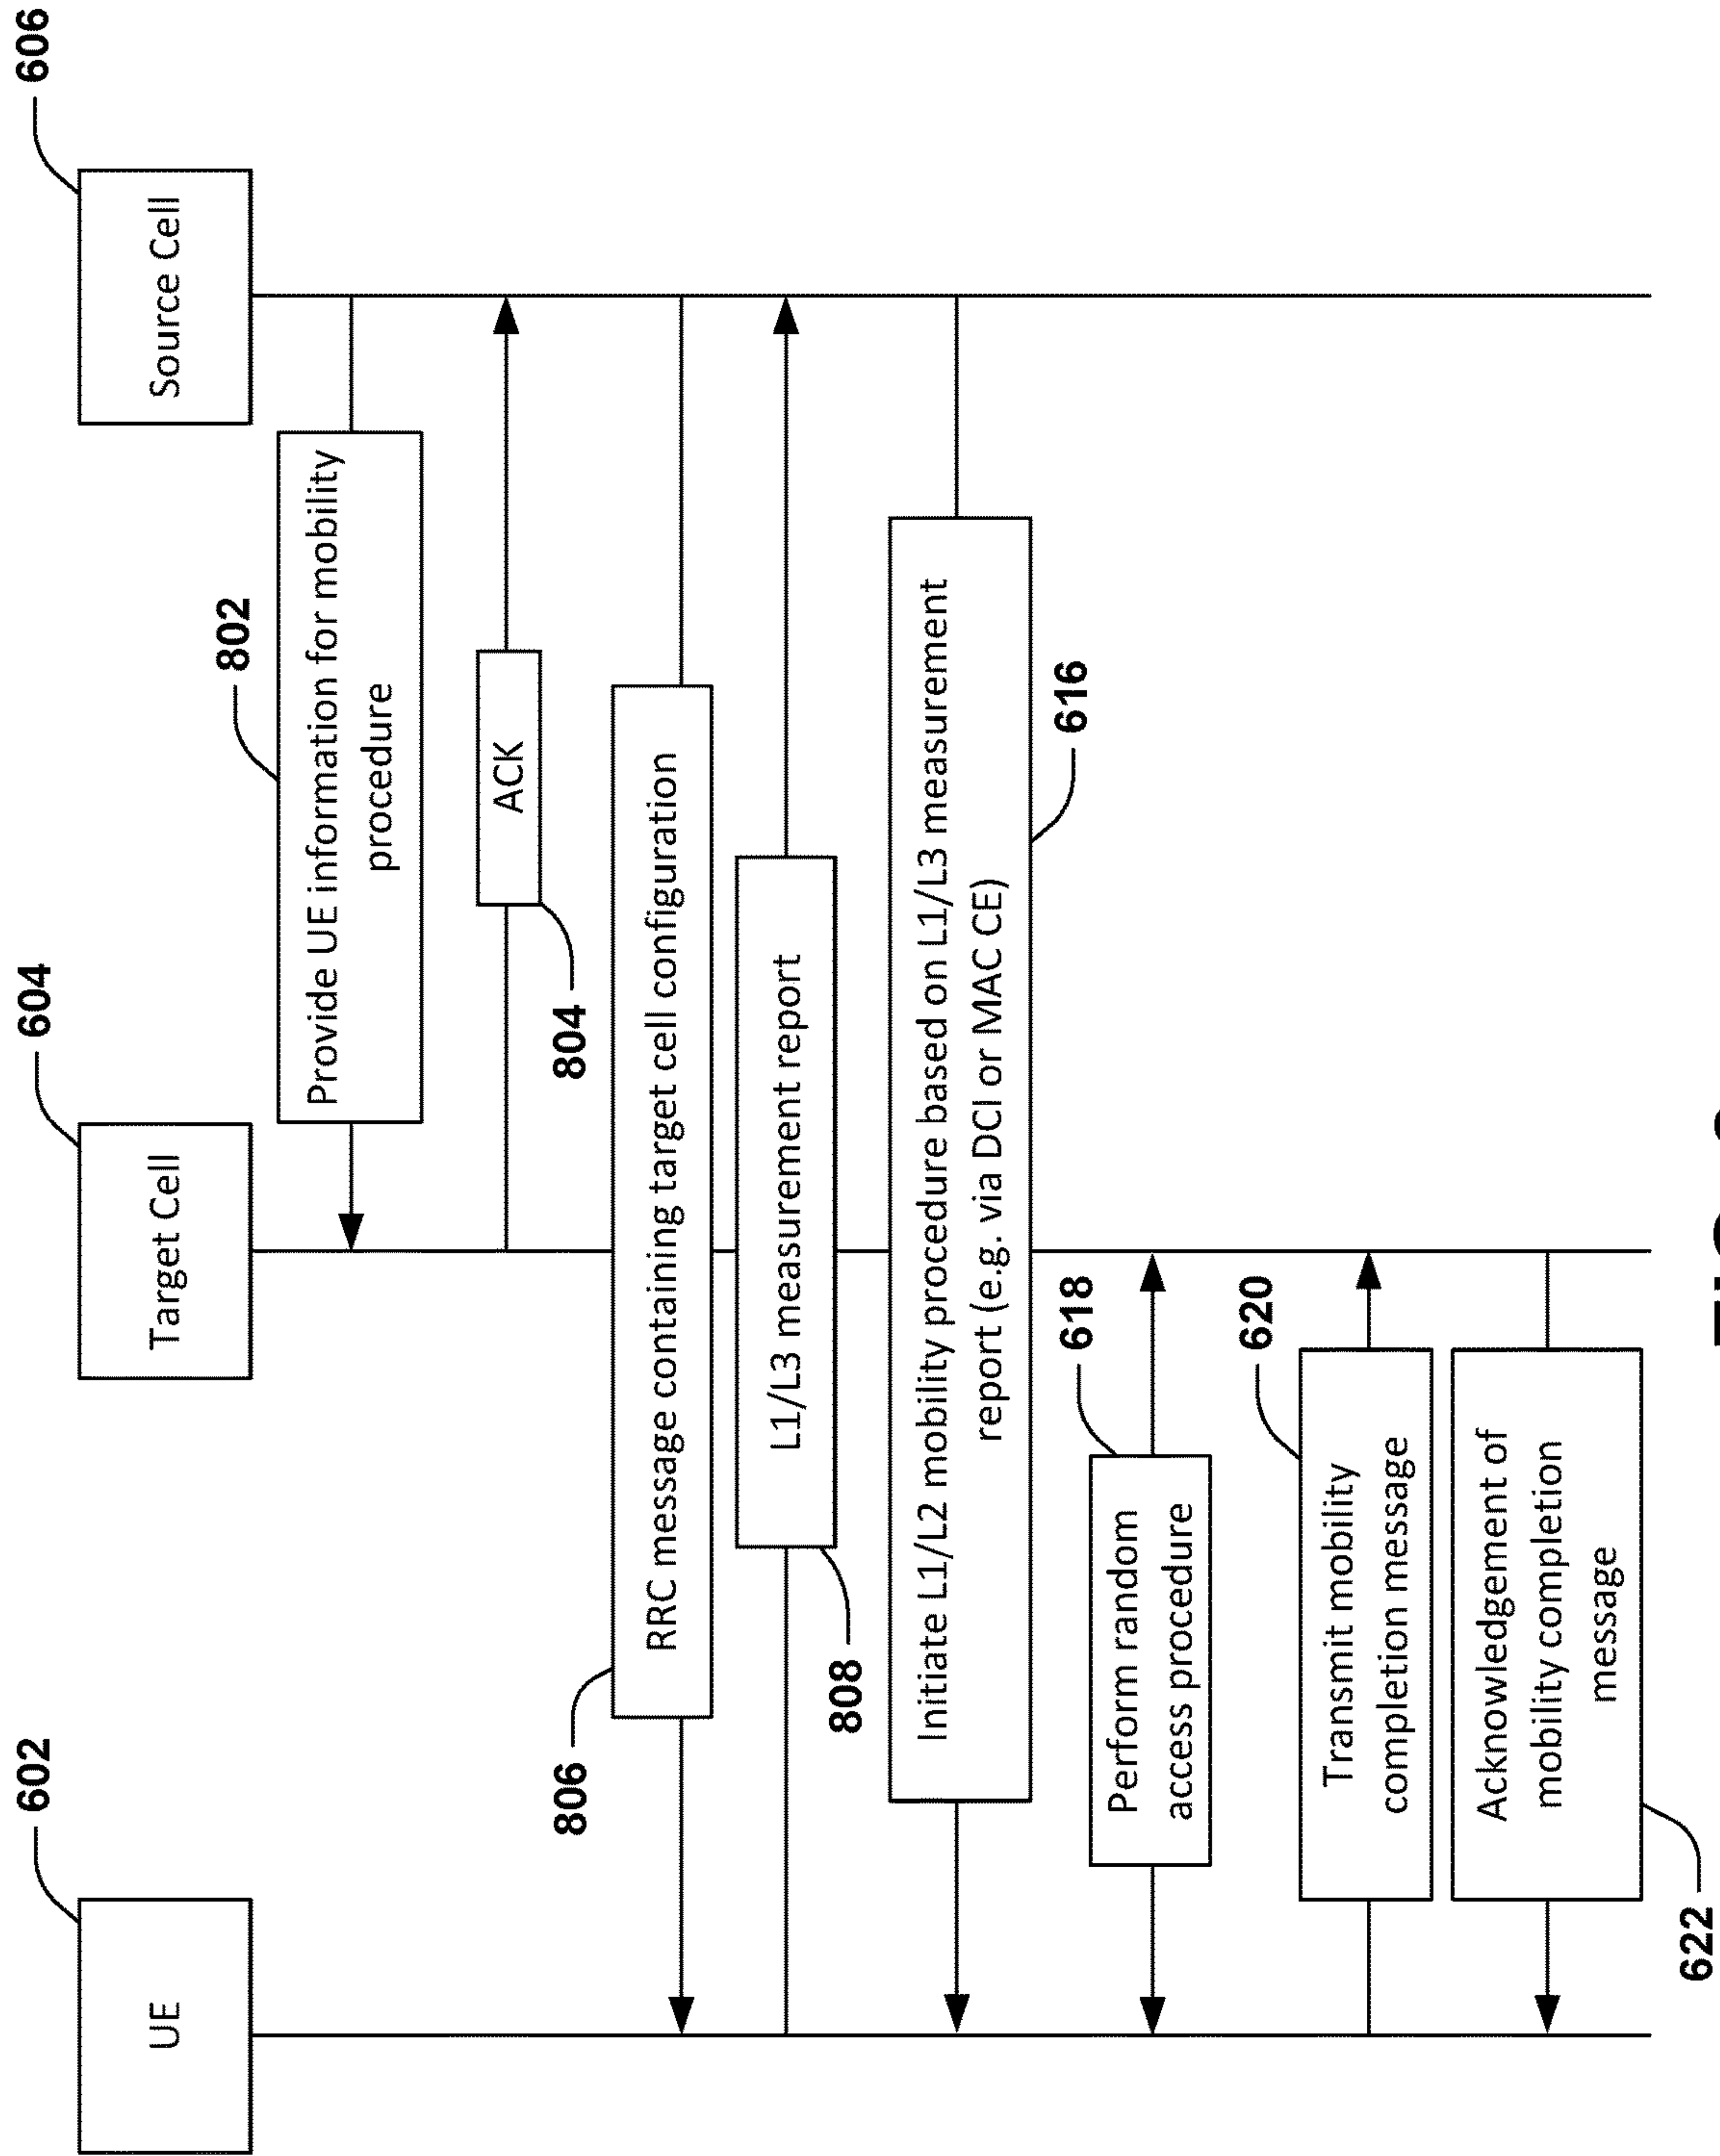 602
604
606
UE
Target Cell
Source Cell
802
Provide UE information for mobility
procedure
ACK
804
806
RRC message containing target cell configuration
L1/L3 measurement report
808
Initiate L1/L2 mobility procedure based on L1/L3 measurement
report (e.g. via DCI or MAC CE)
616
618
Perform random
access procedure
620
Transmit mobility
completion message
Acknowledgement of
mobility completion
message
622